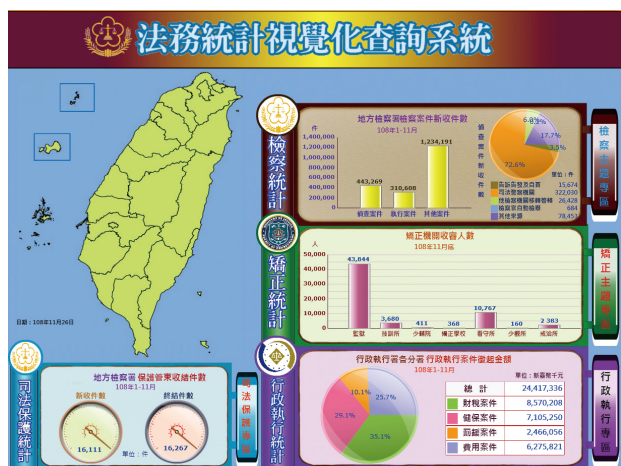 法務統計視覺化查詢系統
檢察統計
地方檢察署檢察案件新收件數
108年1-11月
件
1,400,000
1,200,000
1,000,000
800,000
600,000
400,000
200,000
0
443,269
310,608
1,234,191
偵查案件
執行案件
其他案件
偵查案件新收件數
17.7%
72.6%
單位：件
告訴告發及自首 15,674
司法警察機關 322,030
他檢察機關移轉管轄 26,428
檢察官自動檢舉 684
其他來源 78,453
檢察主題專區
矯正統計
矯正機關收容人數
108年11月底
人
50,000
40,000
30,000
20,000
10,000
0
43,844
3,680
411
368
10,767
160
2 383
監獄
技訓所
少輔院
矯正學校
看守所
少觀所
戒治所
矯正主題專區
日期：108年11月26日
司法保護統計
地方檢察署 保護管束收結件數
108年1-11月
新收件數
終結件數
16,111
單位：件
16,267
司法保護專區
行政執行統計
行政執行署各分署 行政執行案件徵起金額
108年1-11月
單位：新臺幣千元
10.1%
25.7%
29.1%
35.1%
總 計 24,417,336
財稅案件 8,570,208
健保案件 7,105,250
罰鍰案件 2,466,056
費用案件 6,275,821
行政執行專區